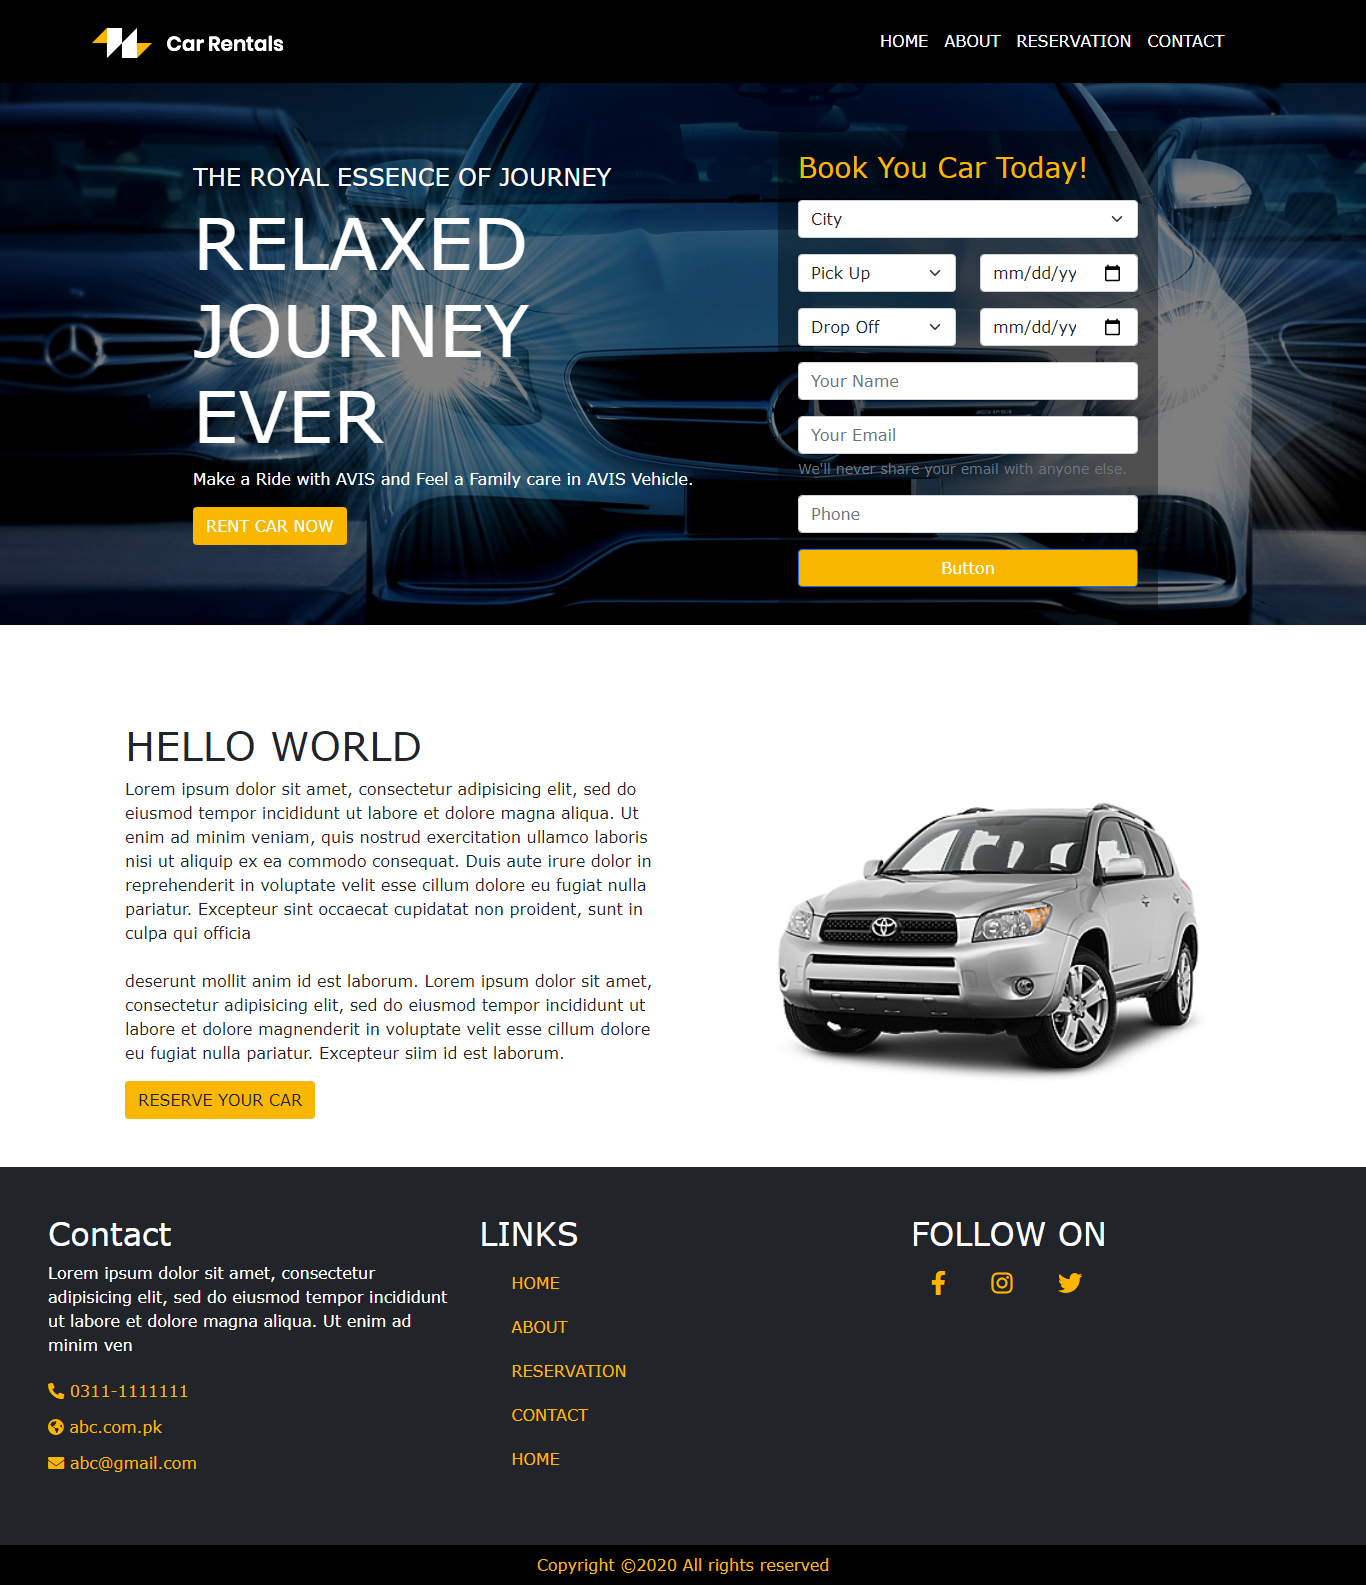 Car Rentals
HOME ABOUT RESERVATION CONTACT
THE ROYAL ESSENCE OF JOURNEY
RELAXED
JOURNEY
EVER
Make a Ride with AVIS and Feel a Family care in AVIS Vehicle.
RENT CAR NOW
Book You Car Today!
City
Pick Up mm/dd/yy
Drop Off mm/dd/yy
Your Name
Your Email
We'll never share your email with anyone else.
Phone
Button
HELLO WORLD
Lorem ipsum dolor sit amet, consectetur adipisicing elit, sed do
eiusmod tempor incididunt ut labore et dolore magna aliqua. Ut
enim ad minim veniam, quis nostrud exercitation ullamco laboris
nisi ut aliquip ex ea commodo consequat. Duis aute irure dolor in
reprehenderit in voluptate velit esse cillum dolore eu fugiat nulla
pariatur. Excepteur sint occaecat cupidatat non proident, sunt in
culpa qui officia
deserunt mollit anim id est laborum. Lorem ipsum dolor sit amet,
consectetur adipisicing elit, sed do eiusmod tempor incididunt ut
labore et dolore magnenderit in voluptate velit esse cillum dolore
eu fugiat nulla pariatur. Excepteur siim id est laborum.
RESERVE YOUR CAR
Contact
Lorem ipsum dolor sit amet, consectetur
adipisicing elit, sed do eiusmod tempor incididunt
ut labore et dolore magna aliqua. Ut enim ad
minim ven
0311-1111111
abc.com.pk
abc@gmail.com
LINKS
HOME
ABOUT
RESERVATION
CONTACT
HOME
FOLLOW ON
Copyright ©2020 All rights reserved